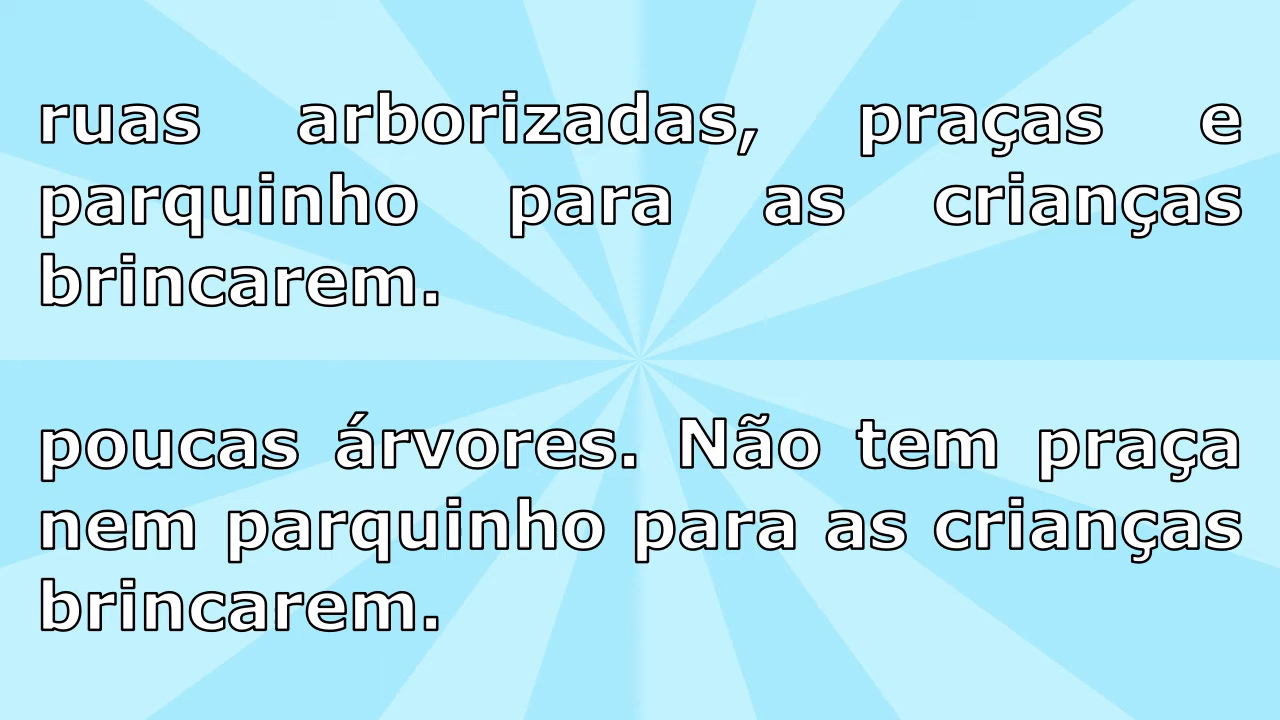 ruas arborizadas, praças e
parquinho para as crianças
brincarem.
poucas árvores. Não tem praça
nem parquinho para as crianças
brincarem.